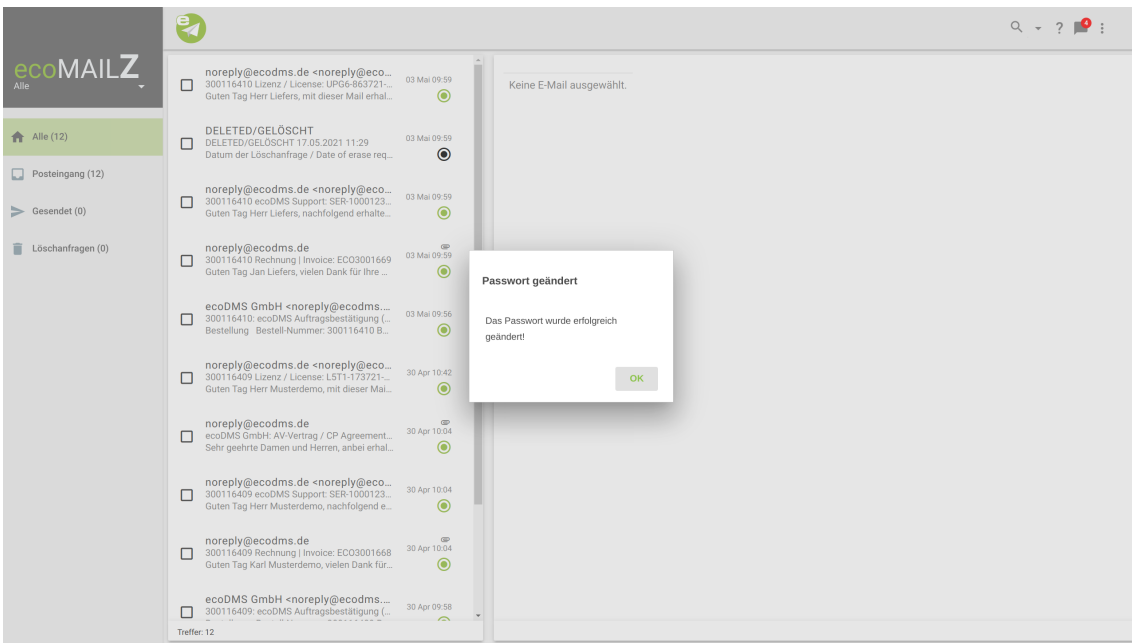 ecoMAILZ
Alle
?
4
Alle (12)
Posteingang (12)
Gesendet (0)
Löschanfragen (0)
noreply@ecodms.de <noreply@eco...
03 Mai 09:59
300116410 Lizenz / License: UPG6-863721-...
Guten Tag Herr Liefers, mit dieser Mail erhal...
DELETED/GELÖSCHT
03 Mai 09:59
DELETED/GELÖSCHT 17.05.2021 11:29
Datum der Löschanfrage / Date of erase req...
noreply@ecodms.de <noreply@eco...
03 Mai 09:59
300116410 ecoDMS Support: SER-1000123...
Guten Tag Herr Liefers, nachfolgend erhalte...
noreply@ecodms.de
03 Mai 09:59
300116410 Rechnung | Invoice: ECO3001669
Guten Tag Jan Liefers, vielen Dank für Ihre ...
ecoDMS GmbH <noreply@ecodms....
03 Mai 09:56
300116410: ecoDMS Auftragsbestätigung (...
Bestellung Bestell-Nummer: 300116410 B...
noreply@ecodms.de <noreply@eco...
30 Apr 10:42
300116409 Lizenz / License: L5T1-173721-...
Guten Tag Herr Musterdemo, mit dieser Mai...
noreply@ecodms.de
30 Apr 10:04
ecoDMS GmbH: AV-Vertrag / CP Agreement...
Sehr geehrte Damen und Herren, anbei erhal...
noreply@ecodms.de <noreply@eco...
30 Apr 10:04
300116409 ecoDMS Support: SER-1000123...
Guten Tag Herr Musterdemo, nachfolgend e...
noreply@ecodms.de
30 Apr 10:04
300116409 Rechnung | Invoice: ECO3001668
Guten Tag Karl Musterdemo, vielen Dank für...
ecoDMS GmbH <noreply@ecodms....
30 Apr 09:58
300116409: ecoDMS Auftragsbestätigung (...
Treffer: 12
Keine E-Mail ausgewählt.
Passwort geändert
Das Passwort wurde erfolgreich
geändert!
OK